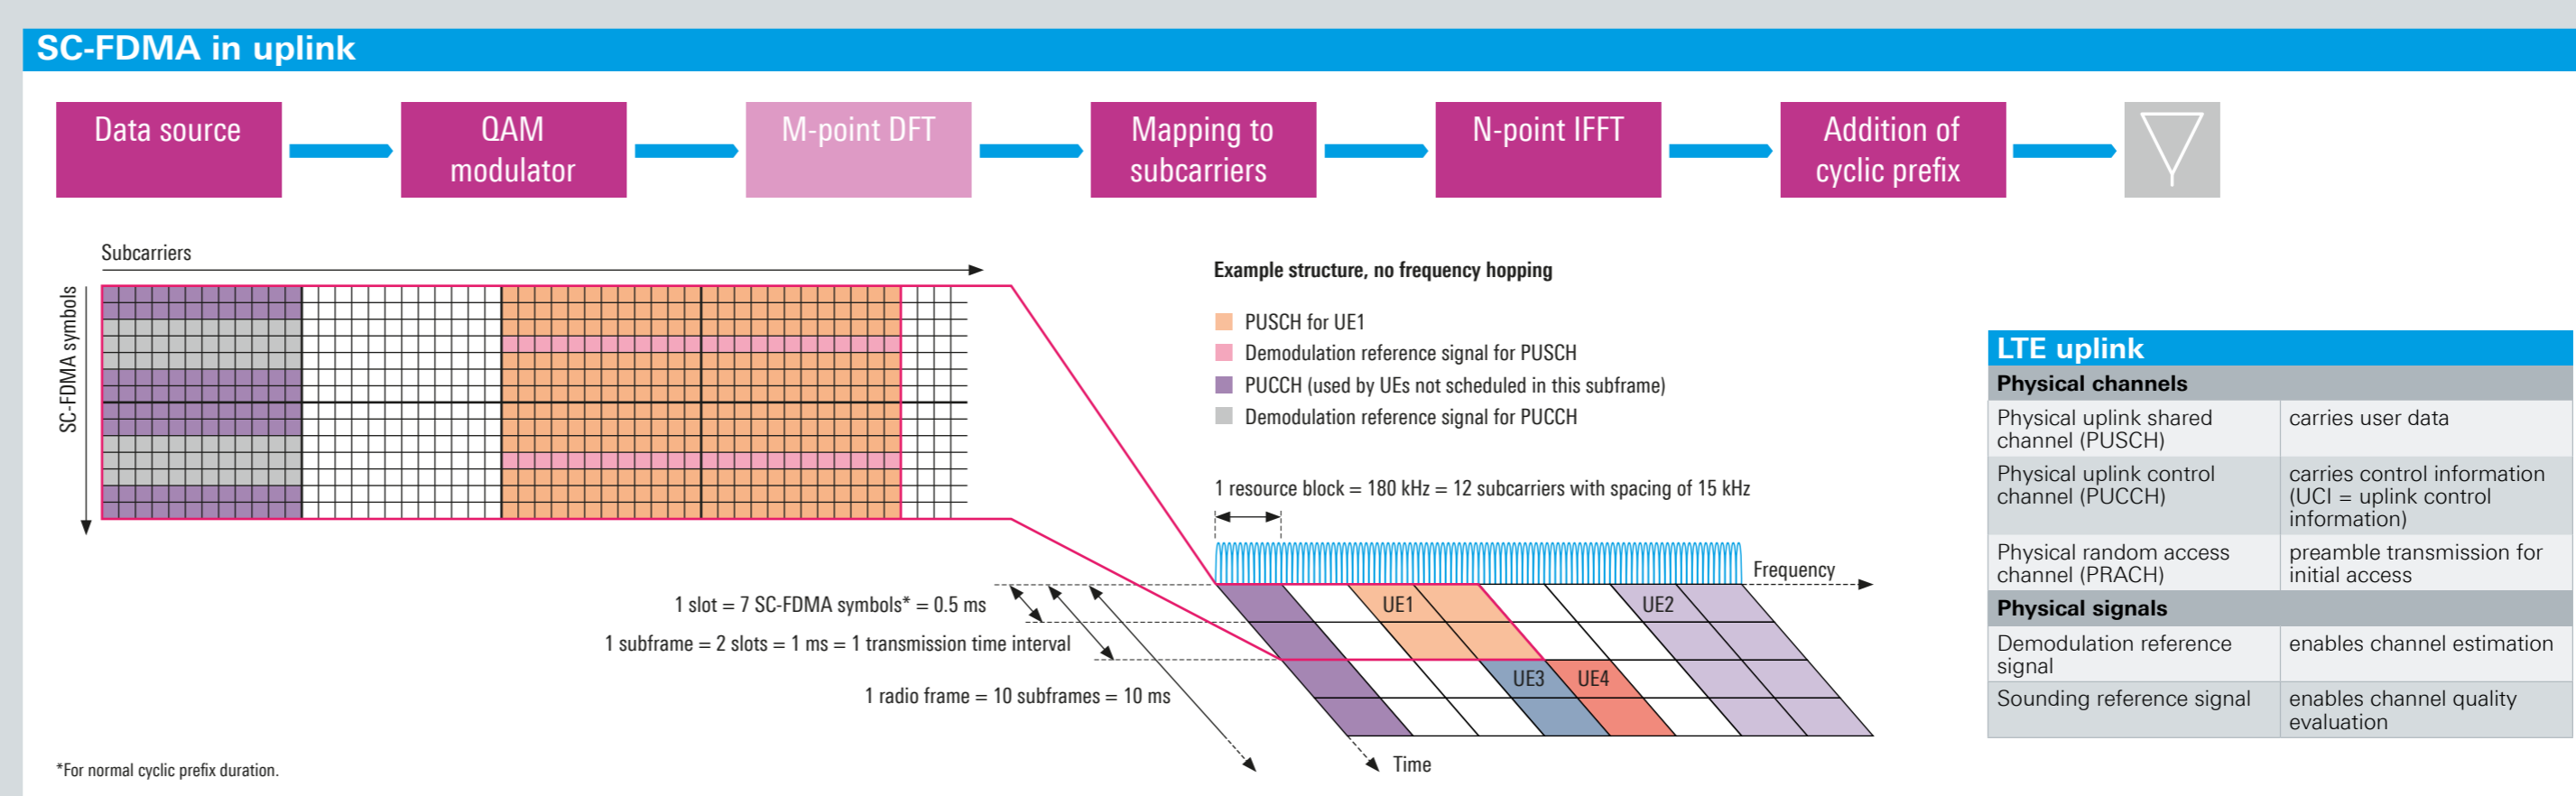 SC-FDMA in uplink
Data source
QAM
modulator
M-point DFT
Mapping to
subcarriers
N-point IFFT
Addition of
cyclic prefix
Subcarriers
SC-FDMA symbols
Example structure, no frequency hopping
PUSCH for UE1
Demodulation reference signal for PUSCH
PUCCH (used by UEs not scheduled in this subframe)
Demodulation reference signal for PUCCH
1 resource block = 180 kHz = 12 subcarriers with spacing of 15 kHz
Frequency
1 slot = 7 SC-FDMA symbols* = 0.5 ms
1 subframe = 2 slots = 1 ms = 1 transmission time interval
1 radio frame = 10 subframes = 10 ms
UE1
UE2
UE3
UE4
Time
*For normal cyclic prefix duration.
LTE uplink
Physical channels
Physical uplink shared
channel (PUSCH)
carries user data
Physical uplink control
channel (PUCCH)
carries control information
(UCI = uplink control
information)
Physical random access
channel (PRACH)
preamble transmission for
initial access
Physical signals
Demodulation reference
signal
enables channel estimation
Sounding reference signal
enables channel quality
evaluation